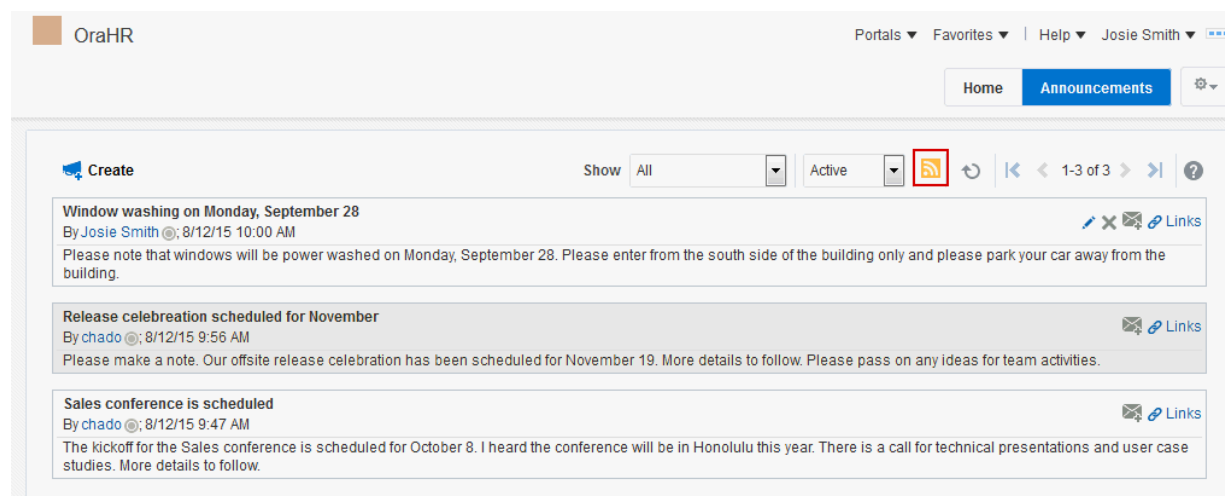 OraHR
Portals Favorites | Help Josie Smith
Home Announcements
Create Show All Active 1-3 of 3
Window washing on Monday, September 28
By Josie Smith; 8/12/15 10:00 AM
Links
Please note that windows will be power washed on Monday, September 28. Please enter from the south side of the building only and please park your car away from the
building.
Release celebreation scheduled for November
By chado; 8/12/15 9:56 AM
Links
Please make a note. Our offsite release celebration has been scheduled for November 19. More details to follow. Please pass on any ideas for team activities.
Sales conference is scheduled
By chado; 8/12/15 9:47 AM
Links
The kickoff for the Sales conference is scheduled for October 8. I heard the conference will be in Honolulu this year. There is a call for technical presentations and user case
studies. More details to follow.